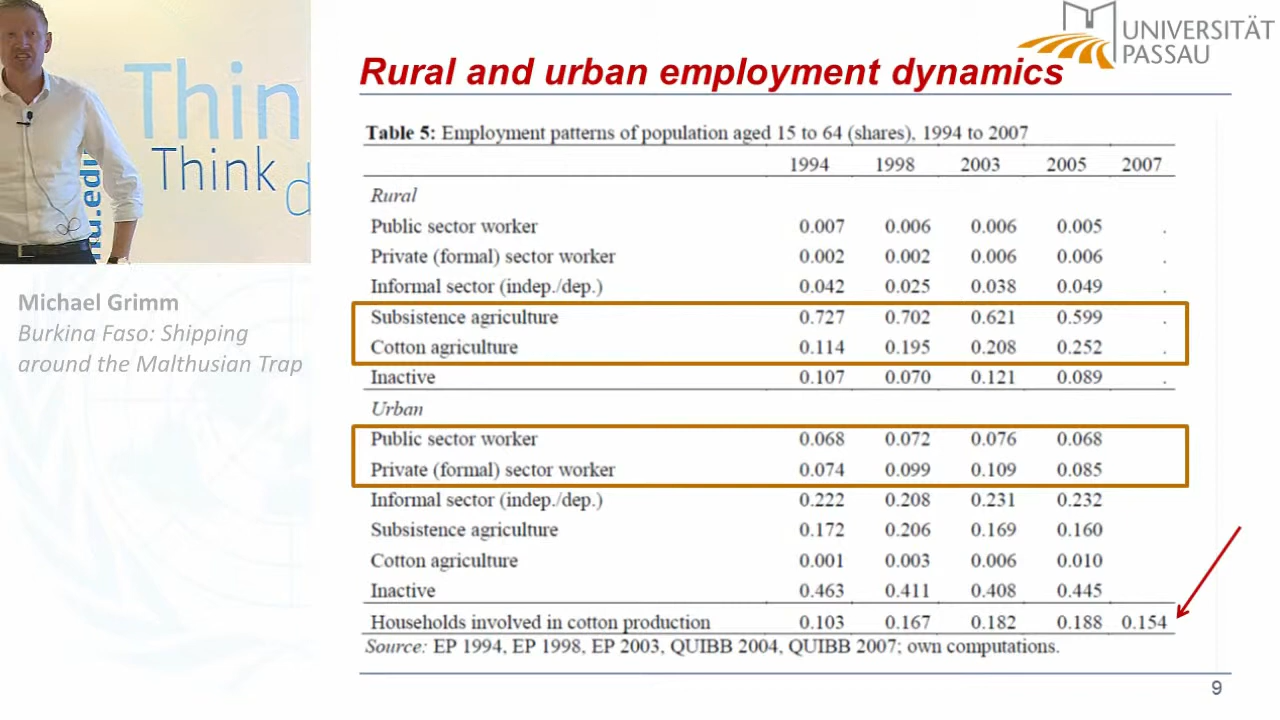 UNIVERSITÄT
PASSAU
Rural and urban employment dynamics
Thin
Think
d
nu.edu
Table 5: Employment patterns of population aged 15 to 64 (shares), 1994 to 2007
1994 1998 2003 2005 2007
Rural
Public sector worker 0.007 0.006 0.006 0.005 .
Private (formal) sector worker 0.002 0.002 0.006 0.006 .
Informal sector (indep./dep.) 0.042 0.025 0.038 0.049 .
Subsistence agriculture 0.727 0.702 0.621 0.599 .
Cotton agriculture 0.114 0.195 0.208 0.252 .
Inactive 0.107 0.070 0.121 0.089 .
Urban
Public sector worker 0.068 0.072 0.076 0.068
Private (formal) sector worker 0.074 0.099 0.109 0.085
Informal sector (indep./dep.) 0.222 0.208 0.231 0.232
Subsistence agriculture 0.172 0.206 0.169 0.160
Cotton agriculture 0.001 0.003 0.006 0.010
Inactive 0.463 0.411 0.408 0.445
Households involved in cotton production 0.103 0.167 0.182 0.188 0.154
Source: EP 1994, EP 1998, EP 2003, QUIBB 2004, QUIBB 2007; own computations.
Michael Grimm
Burkina Faso: Shipping
around the Malthusian Trap
9